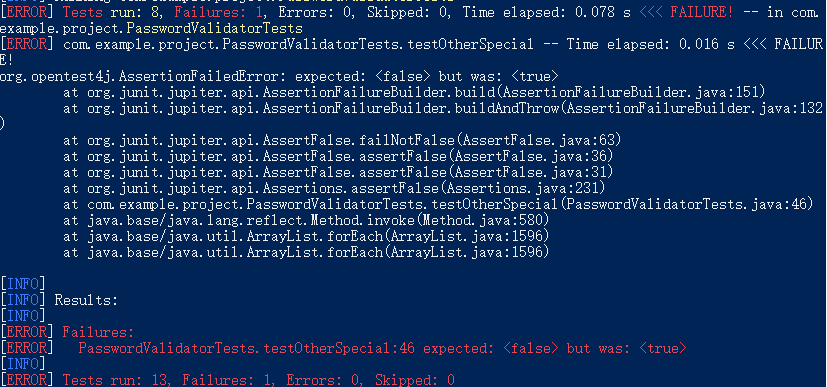 [ERROR] Tests run: 8, Failures: 1, Errors: 0, Skipped: 0, Time elapsed: 0.078 s <<< FAILURE! -- in com.
example.project.PasswordValidatorTests
[ERROR] com.example.project.PasswordValidatorTests.testOtherSpecial -- Time elapsed: 0.016 s <<< FAILUR
E!
org.opentest4j.AssertionFailedError: expected: <false> but was: <true>
at org.junit.jupiter.api.AssertionFailureBuilder.build(AssertionFailureBuilder.java:151)
at org.junit.jupiter.api.AssertionFailureBuilder.buildAndThrow(AssertionFailureBuilder.java:132
)
at org.junit.jupiter.api.AssertFalse.failNotFalse(AssertFalse.java:63)
at org.junit.jupiter.api.AssertFalse.assertFalse(AssertFalse.java:36)
at org.junit.jupiter.api.AssertFalse.assertFalse(AssertFalse.java:31)
at org.junit.jupiter.api.Assertions.assertFalse(Assertions.java:231)
at com.example.project.PasswordValidatorTests.testOtherSpecial(PasswordValidatorTests.java:46)
at java.base/java.lang.reflect.Method.invoke(Method.java:580)
at java.base/java.util.ArrayList.forEach(ArrayList.java:1596)
at java.base/java.util.ArrayList.forEach(ArrayList.java:1596)
[INFO]
[INFO] Results:
[INFO]
[ERROR] Failures:
[ERROR]   PasswordValidatorTests.testOtherSpecial:46 expected: <false> but was: <true>
[INFO]
[ERROR] Tests run: 13, Failures: 1, Errors: 0, Skipped: 0